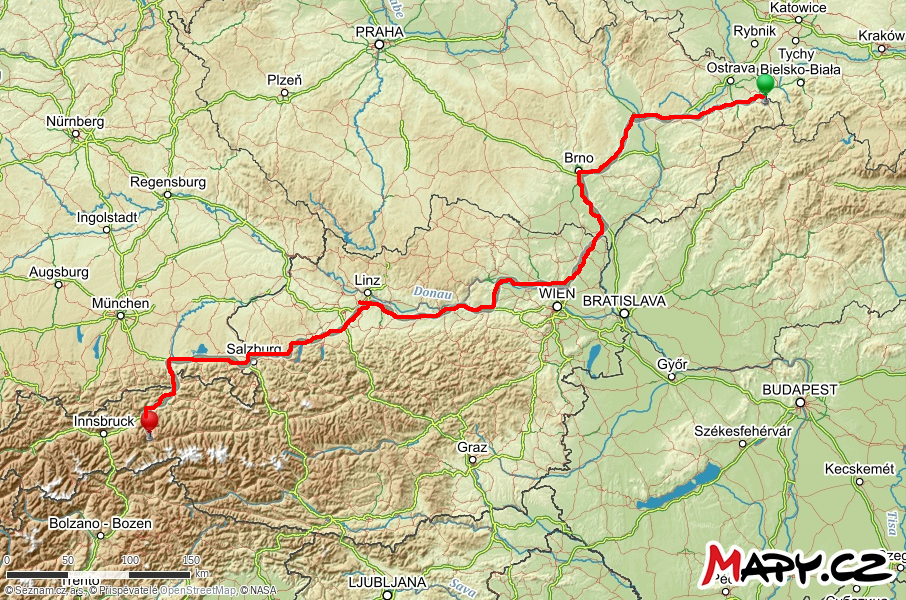 Katowice
PRAHA
Rybnik
Kraków
Tychy
Ostrava
Bielsko-Biała
Plzeň
Nürnberg
Brno
Regensburg
Ingolstadt
Augsburg
Linz
Donau
München
WIEN
BRATISLAVA
Salzburg
Győr
BUDAPEST
Innsbruck
Székesfehérvár
Graz
Kecskemét
Bolzano - Bozen
Tisa
0 50 100 150
km
Trento
LJUBLJANA
Sava
MAPY.CZ
© Seznam.cz, a.s., © Přispěvatelé OpenStreetMap, © NASA